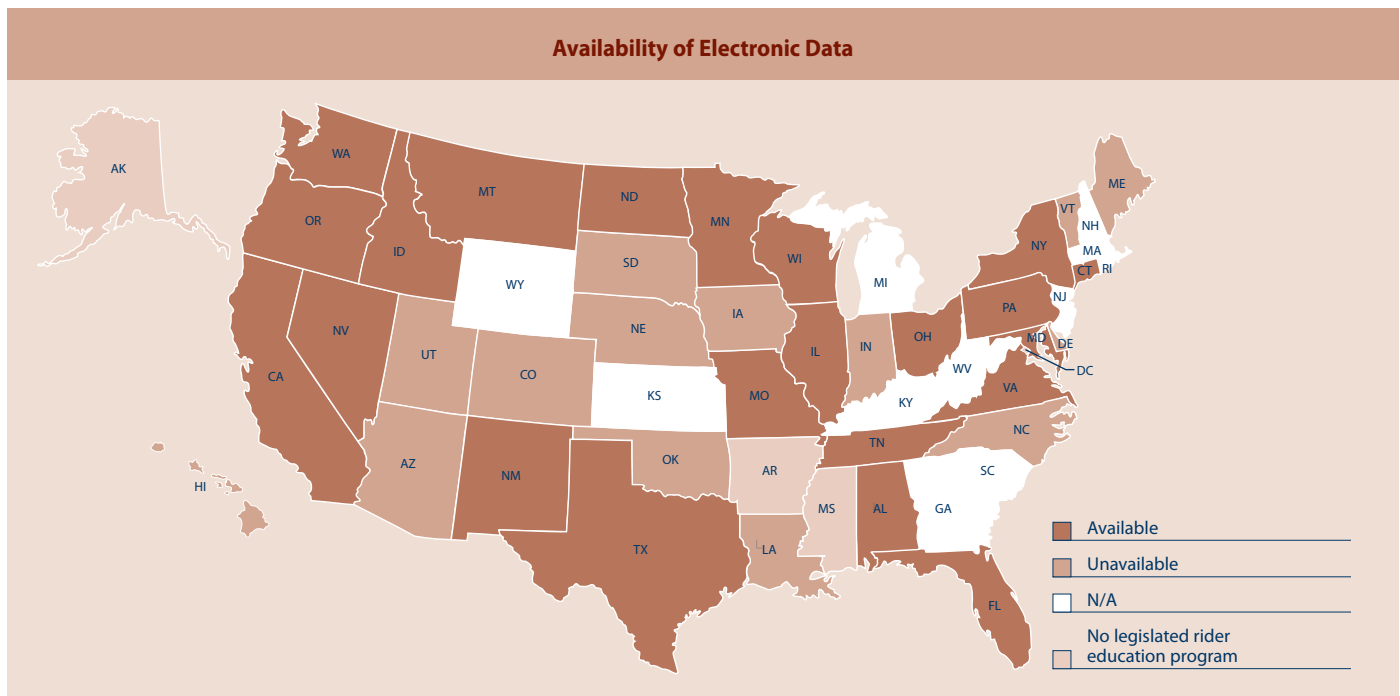 Availability of Electronic Data
AK
WA
MT
ND
MN
ME
VT
NH
OR
ID
SD
WI
NY
MA
CT
RI
WY
MI
NJ
NV
NE
IA
PA
UT
IL
IN
OH
MD
DE
CA
CO
KS
MO
WV
DC
VA
KY
AZ
NM
OK
AR
TN
NC
HI
MS
AL
GA
SC
TX
LA
FL
Available
Unavailable
N/A
No legislated rider
education program